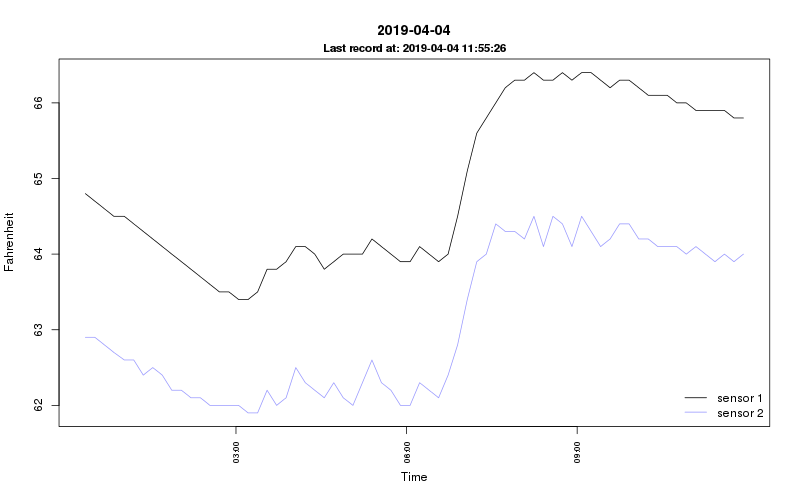 2019-04-04
Last record at: 2019-04-04 11:55:26
Fahrenheit
66
65
64
63
62
sensor 1
sensor 2
03:00
06:00
09:00
Time